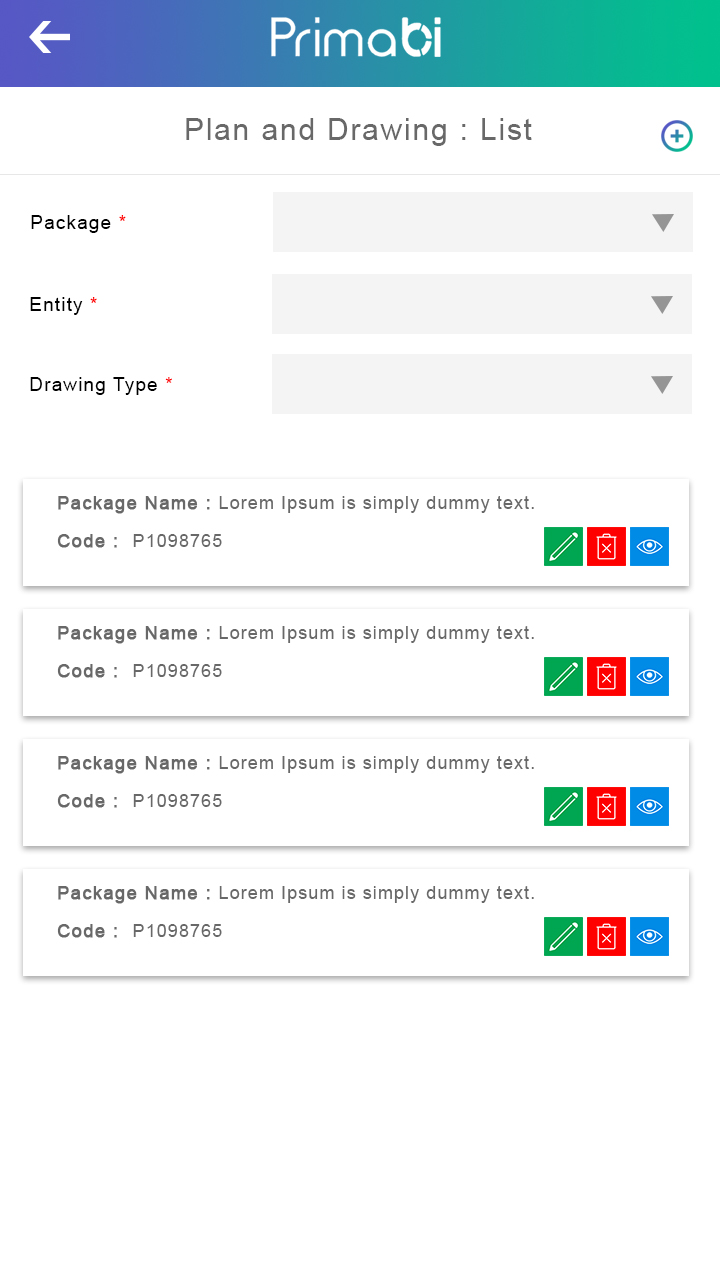 Primabi
Plan and Drawing : List
Package *
Entity *
Drawing Type *
Package Name : Lorem Ipsum is simply dummy text.
Code : P1098765
Package Name : Lorem Ipsum is simply dummy text.
Code : P1098765
Package Name : Lorem Ipsum is simply dummy text.
Code : P1098765
Package Name : Lorem Ipsum is simply dummy text.
Code : P1098765